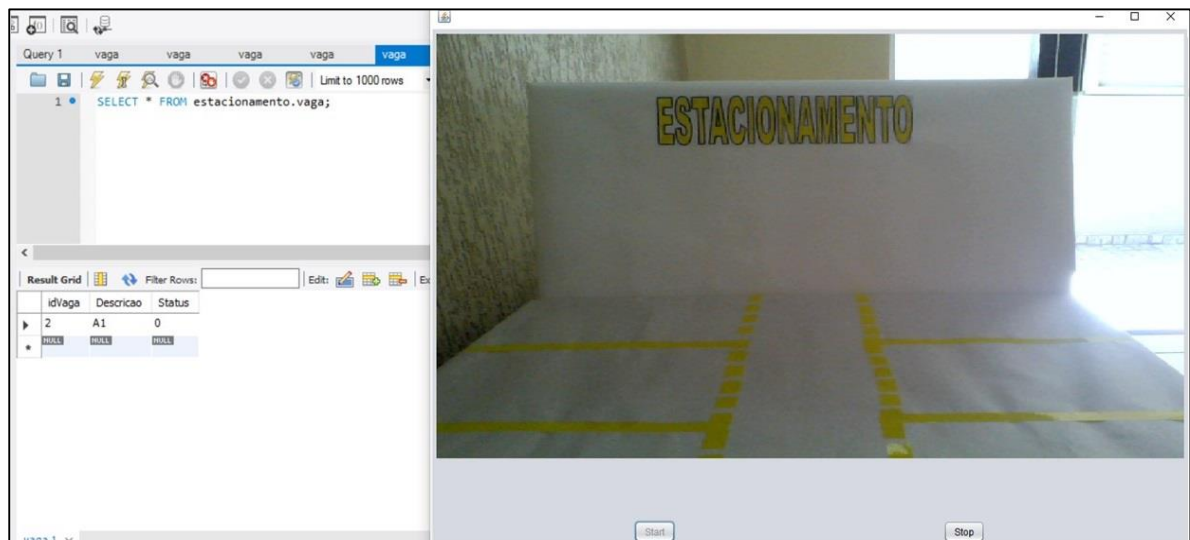 Query 1 vaga vaga vaga vaga vaga
Limit to 1000 rows
1 SELECT * FROM estacionamento.vaga;
Result Grid Filter Rows: Edit:
idVaga Descricao Status
2 A1 0
NULL NULL NULL
ESTACIONAMENTO
Start Stop